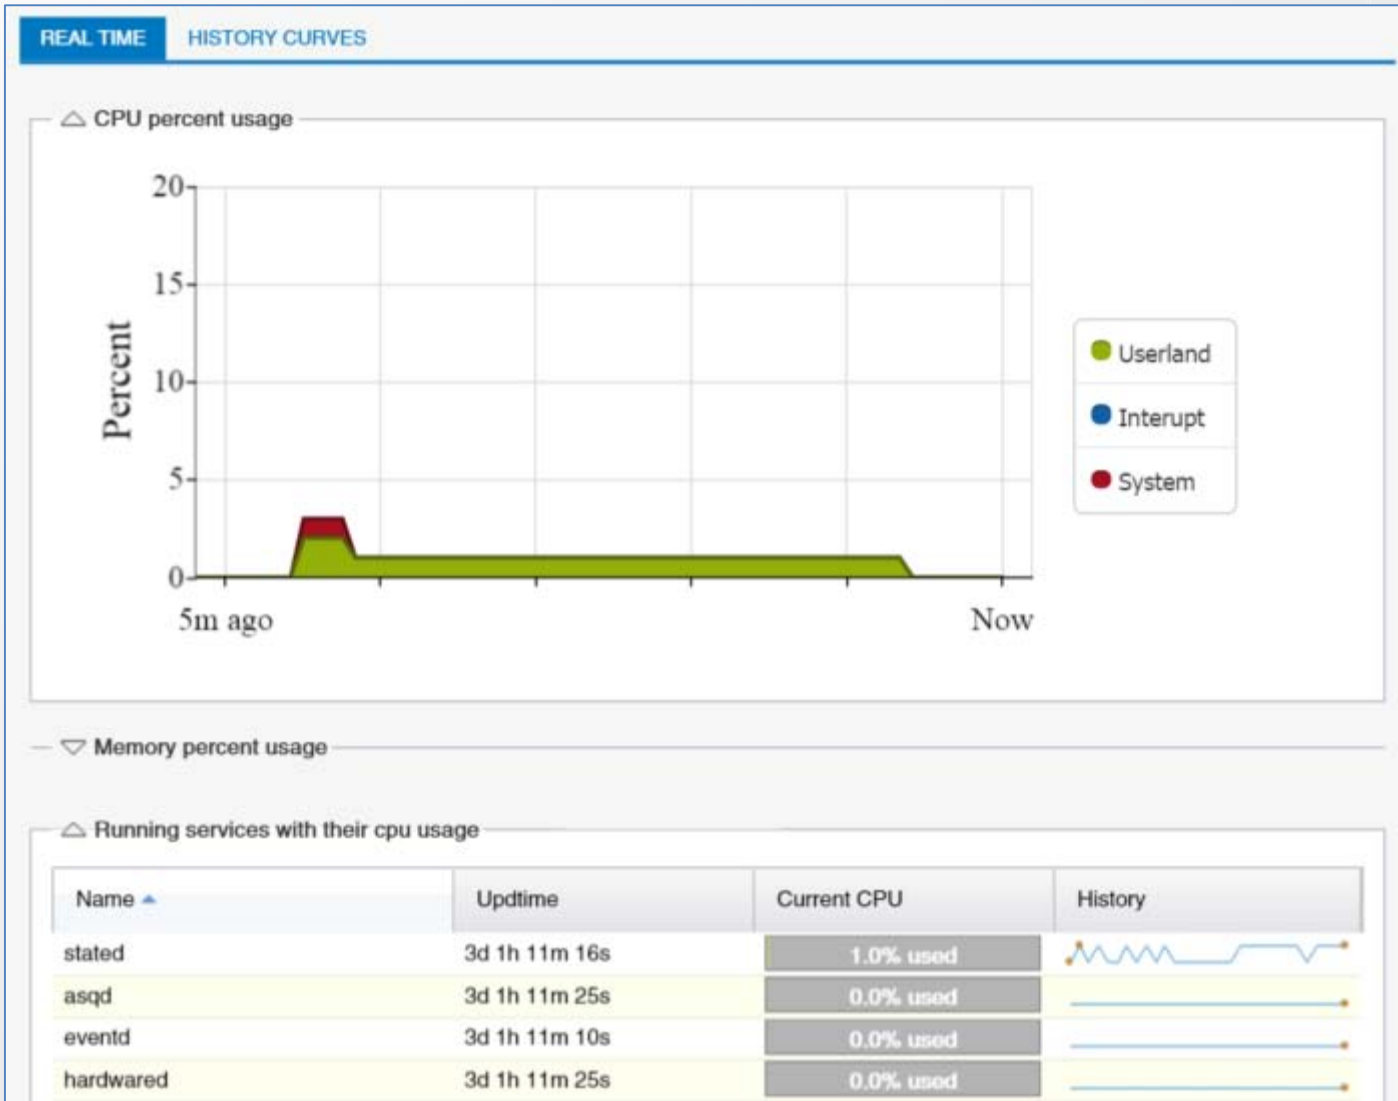 REAL TIME HISTORY CURVES
CPU percent usage
20
15
10
5
0
Percent
5m ago Now
Userland
Interupt
System
Memory percent usage
Running services with their cpu usage
Name Updtime Current CPU History
stated 3d 1h 11m 16s 1.0% used
asqd 3d 1h 11m 25s 0.0% used
eventd 3d 1h 11m 10s 0.0% used
hardwared 3d 1h 11m 25s 0.0% used